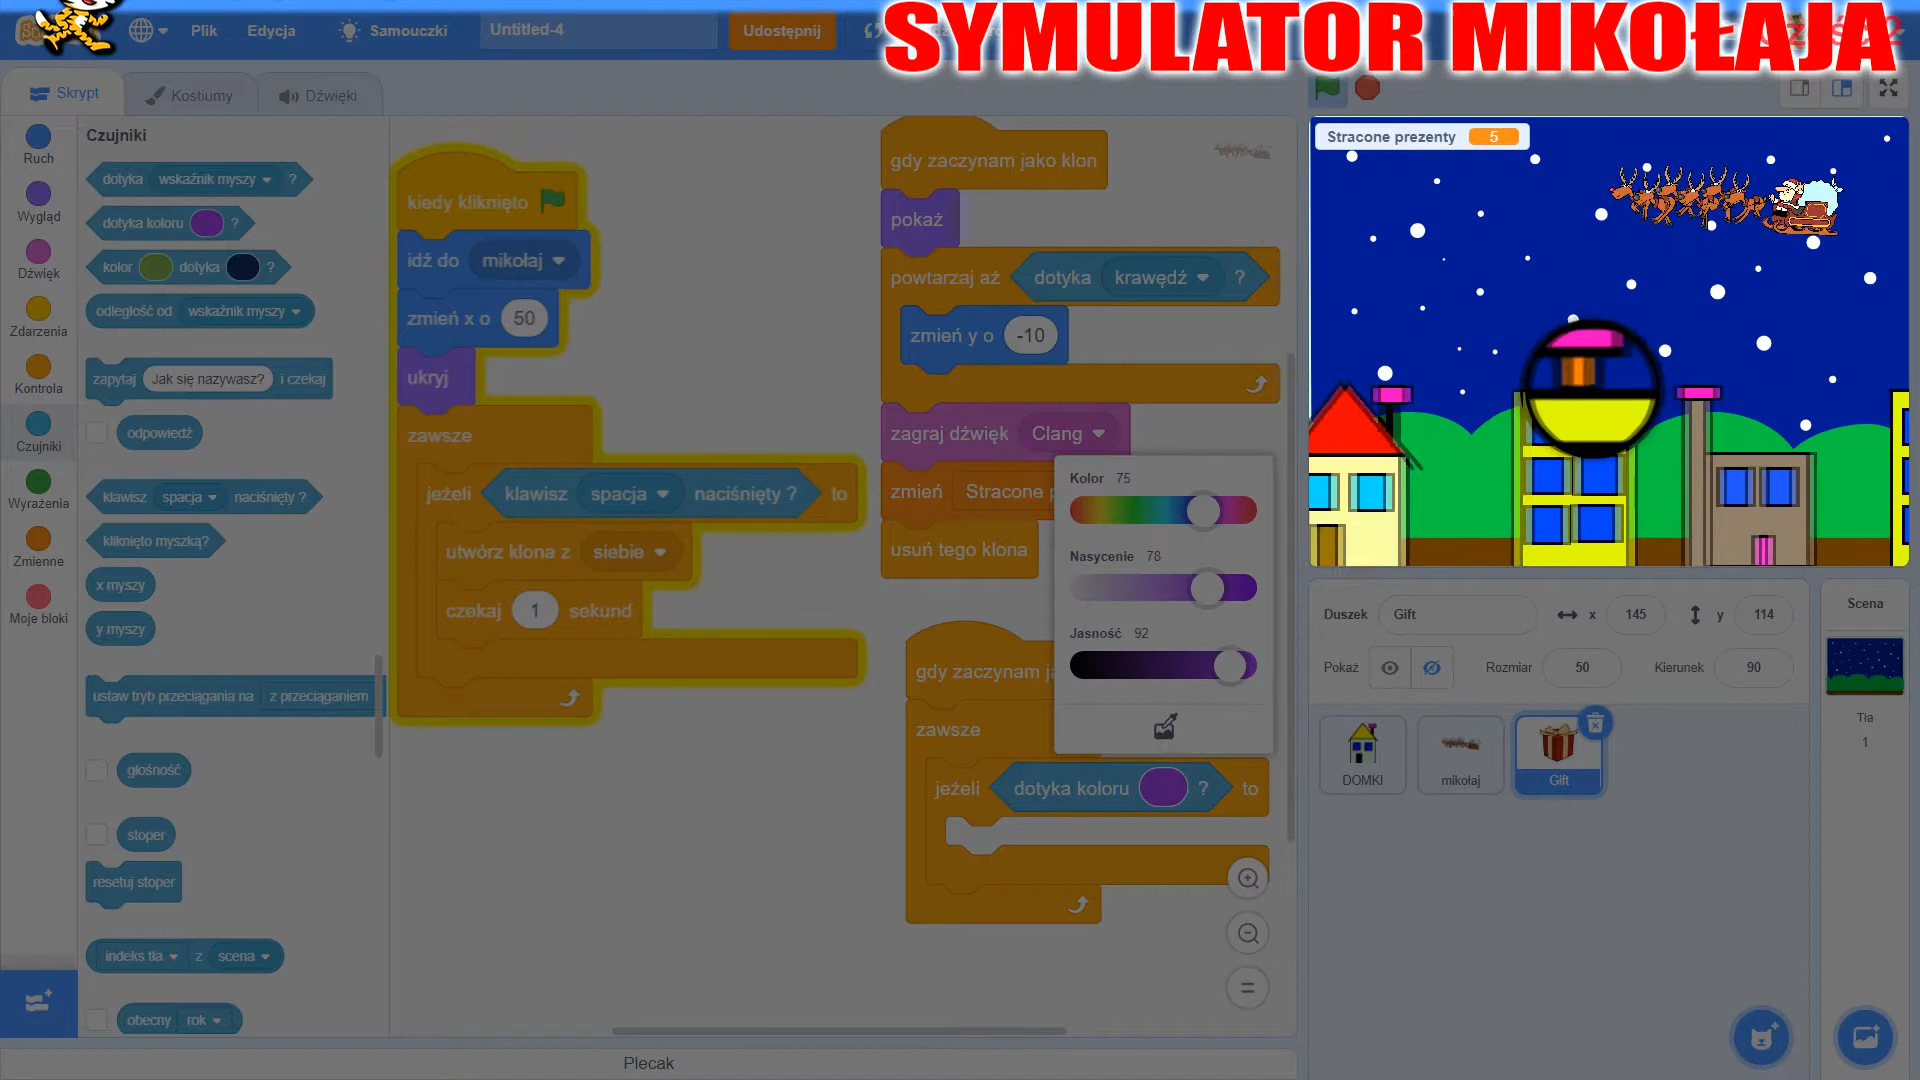 SYMULATOR MIKOŁAJA
Plik
Edycja
Samouczki
Untitled-4
Udostępnij
Skrypt
Kostiumy
Dźwięki
Ruch
Wygląd
Dźwięk
Zdarzenia
Kontrola
Czujniki
Wyrażenia
Zmienne
Moje bloki
Czujniki
dotyka wskaźnik myszy ?
dotyka koloru ?
kolor dotyka ?
odległość od wskaźnik myszy
zapytaj Jak się nazywasz? i czekaj
odpowiedź
klawisz spacja naciśnięty ?
kliknięto myszką?
x myszy
y myszy
ustaw tryb przeciągania na z przeciąganiem
głośność
stoper
resetuj stoper
indeks tła z scena
obecny rok
kiedy kliknięto
idź do mikołaj
zmień x o 50
ukryj
zawsze
jeżeli klawisz spacja naciśnięty ? to
utwórz klona z siebie
czekaj 1 sekund
gdy zaczynam jako klon
pokaż
powtarzaj aż dotyka krawędź ?
zmień y o -10
zagraj dźwięk Clang
zmień Stracone
usuń tego klona
Kolor 75
Nasycenie 78
Jasność 92
gdy zaczynam
zawsze
jeżeli dotyka koloru ? to
Stracone prezenty 5
Duszek Gift x 145 y 114
Pokaż Rozmiar 50 Kierunek 90
DOMKI
mikołaj
Gift
Scena
Tła
1
Plecak